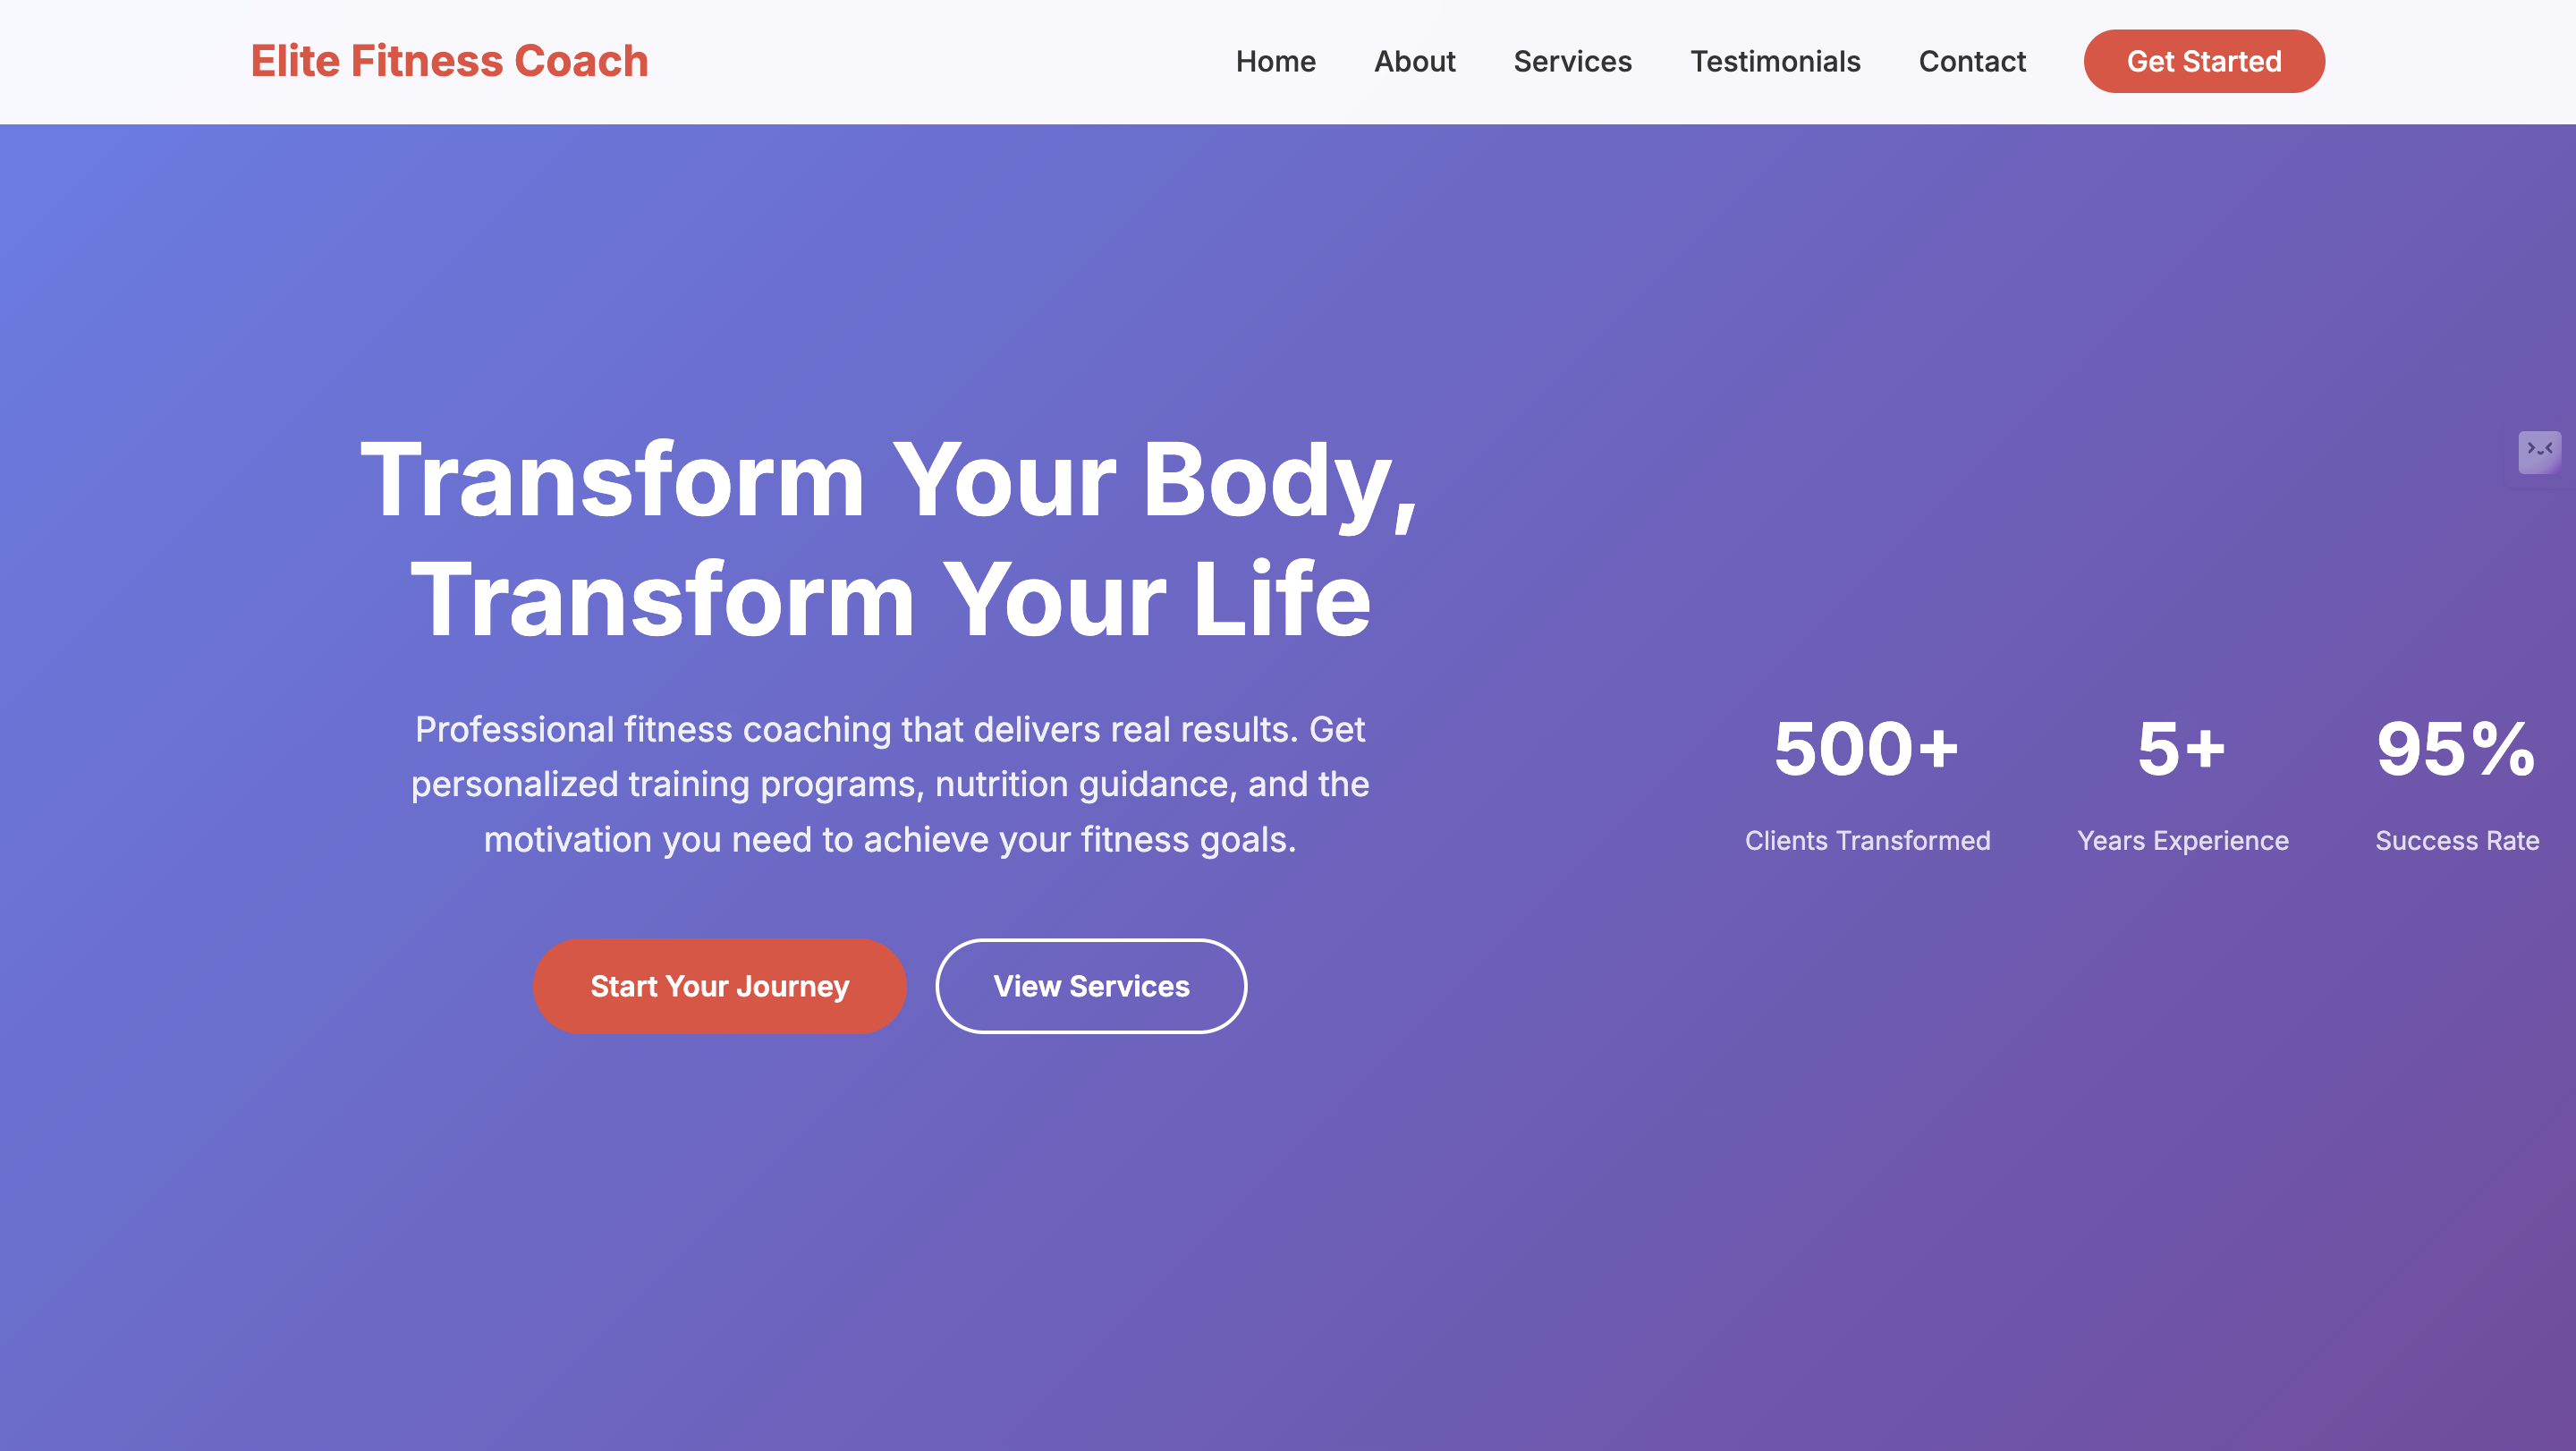 Elite Fitness Coach
Home
About
Services
Testimonials
Contact
Get Started
Transform Your Body,
Transform Your Life
Professional fitness coaching that delivers real results. Get
personalized training programs, nutrition guidance, and the
motivation you need to achieve your fitness goals.
Start Your Journey
View Services
500+
Clients Transformed
5+
Years Experience
95%
Success Rate